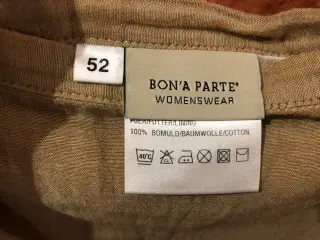 52
BON'A PARTE®
WOMENSWEAR
FOER/FUTTER/LINING
100% BOMULD/BAUMWOLLE/COTTON
40°C